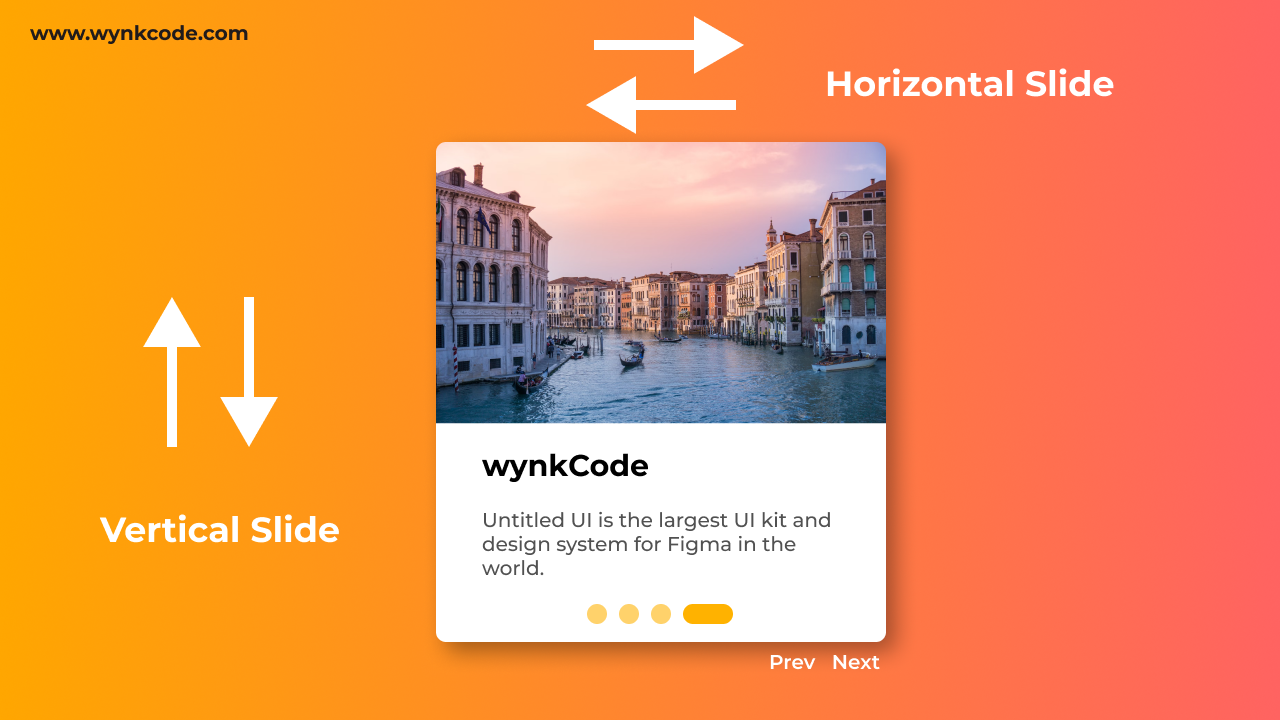 www.wynkcode.com
Horizontal Slide
wynkCode
Untitled UI is the largest UI kit and
design system for Figma in the
world.
Vertical Slide
Prev Next